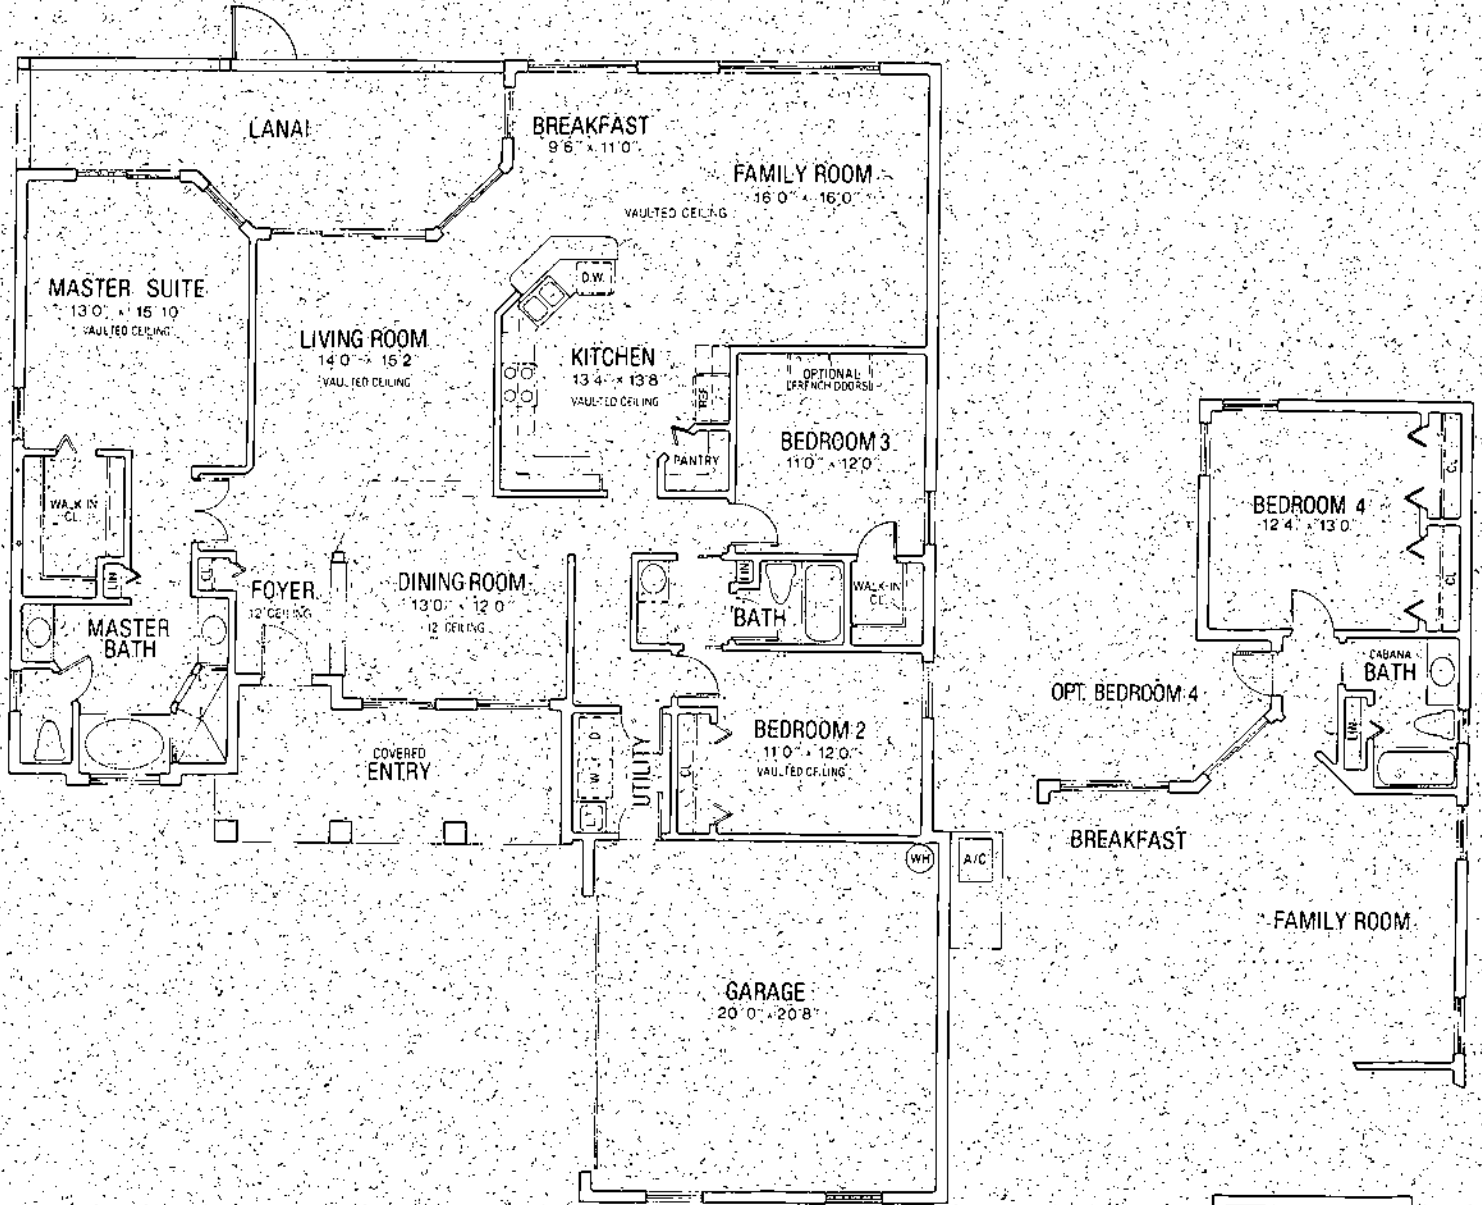 LANAI
BREAKFAST
9'6" x 11'0"
FAMILY ROOM
16'0" x 16'0"
VAULTED CEILING
MASTER SUITE
13'0" x 15'10"
VAULTED CEILING
LIVING ROOM
14'0" x 15'2
VAULTED CEILING
D.W.
KITCHEN
13'4" x 13'8
VAULTED CEILING
REF
PANTRY
OPTIONAL
(FRENCH DOORS)
BEDROOM 3
11'0" x 12'0"
WALK IN
CL.
LIN
CL
FOYER
12' CEILING
DINING ROOM
13'0" x 12'0
12' CEILING
LIN
BATH
WALK-IN
CL.
MASTER
BATH
COVERED
ENTRY
W
D
L
UTILITY
CL
BEDROOM 2
11'0" x 12'0"
VAULTED CEILING
WH
A/C
GARAGE
20'0" x 20'8"
BEDROOM 4
12'4" x 13'0
CL
CL
CABANA
BATH
LIN
OPT. BEDROOM 4
BREAKFAST
FAMILY ROOM